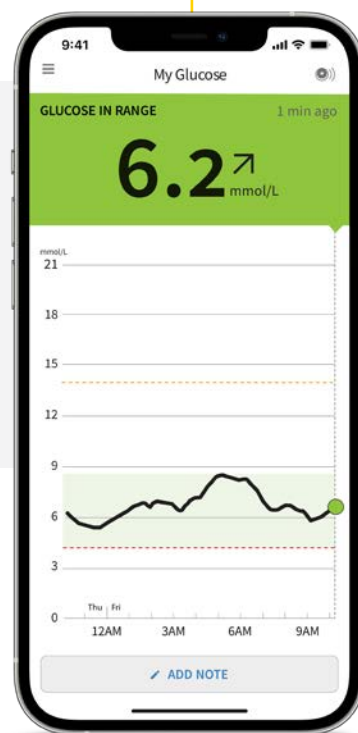 9:41
My Glucose
GLUCOSE IN RANGE 1 min ago
6.2
mmol/L
mmol/L
21
18
15
12
9
6
3
0
Thu Fri
12AM 3AM 6AM 9AM
ADD NOTE